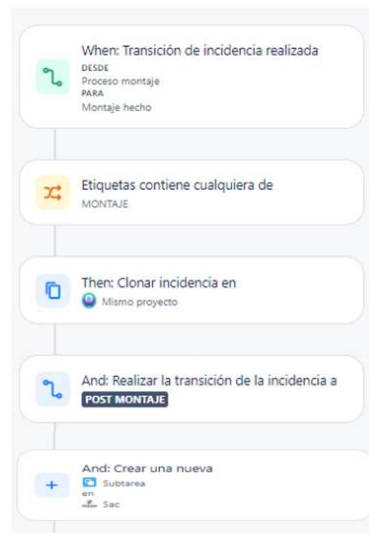 When: Transición de incidencia realizada
DESDE
Proceso montaje
PARA
Montaje hecho
Etiquetas contiene cualquiera de
MONTAJE
Then: Clonar incidencia en
Mismo proyecto
And: Realizar la transición de la incidencia a
POST MONTAJE
And: Crear una nueva
Subtarea
en
Sac